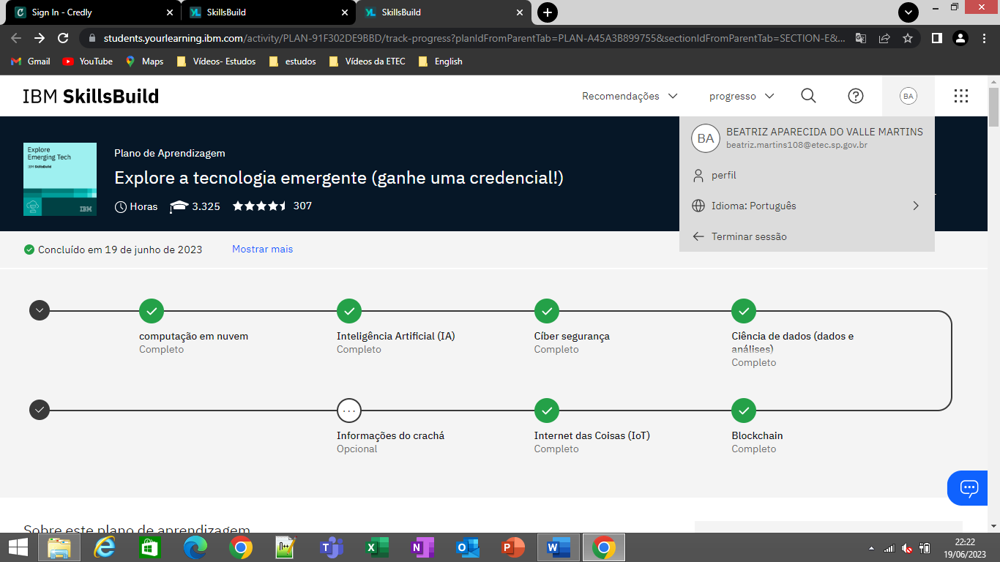 Sign In - Credly
SkillsBuild
SkillsBuild
students.yourlearning.ibm.com/activity/PLAN-91F302DE9BBD/track-progress?planIdFromParentTab=PLAN-A45A3B899755&sectionIdFromParentTab=SECTION-E&...
Gmail YouTube Maps Vídeos- Estudos estudos Vídeos da ETEC English
IBM SkillsBuild Recomendações progresso BA
Explore
Emerging Tech
IBM SkillsBuild
IBM
Plano de Aprendizagem
Explore a tecnologia emergente (ganhe uma credencial!)
Horas 3.325 307
BA BEATRIZ APARECIDA DO VALLE MARTINS
beatriz.martins108@etec.sp.gov.br
perfil
Idioma: Português
Terminar sessão
Concluído em 19 de junho de 2023 Mostrar mais
computação em nuvem
Completo
Inteligência Artificial (IA)
Completo
Cíber segurança
Completo
Ciência de dados (dados e
análises)
Completo
Informações do crachá
Opcional
Internet das Coisas (IoT)
Completo
Blockchain
Completo
Sobre este plano de aprendizagem
22:22
19/06/2023